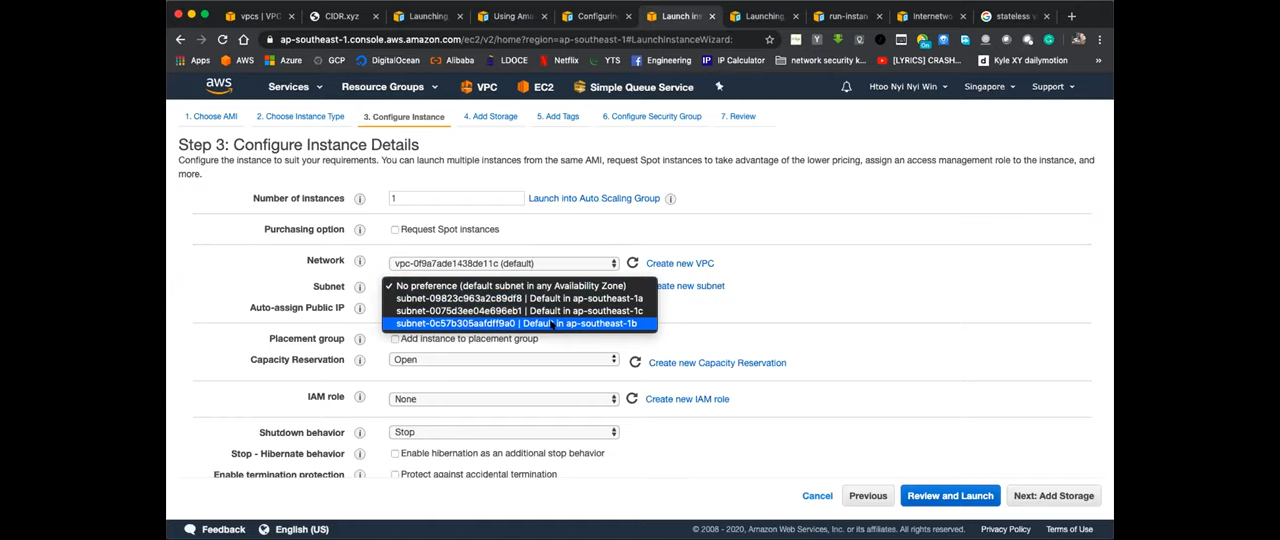 vpcs | VPC
CIDR.xyz
Launching
Using Ama
Configurin
Launch ins
Launching
run-instan
Internetwo
stateless v
ap-southeast-1.console.aws.amazon.com/ec2/v2/home?region=ap-southeast-1#LaunchInstanceWizard:
Apps
AWS
Azure
GCP
DigitalOcean
Alibaba
LDOCE
Netflix
YTS
Engineering
IP Calculator
network security k...
[LYRICS] CRASH...
Kyle XY dailymotion
»
aws
Services
Resource Groups
VPC
EC2
Simple Queue Service
Htoo Nyi Nyi Win
Singapore
Support
1. Choose AMI
2. Choose Instance Type
3. Configure Instance
4. Add Storage
5. Add Tags
6. Configure Security Group
7. Review
Step 3: Configure Instance Details
Configure the instance to suit your requirements. You can launch multiple instances from the same AMI, request Spot instances to take advantage of the lower pricing, assign an access management role to the instance, and
more.
Number of instances
1
Launch into Auto Scaling Group
Purchasing option
Request Spot instances
Network
vpc-0f9a7ade1438de11c (default)
Create new VPC
Subnet
No preference (default subnet in any Availability Zone)
reate new subnet
subnet-09823c963a2c89df8 | Default in ap-southeast-1a
Auto-assign Public IP
subnet-0075d3ee04e696eb1 | Default in ap-southeast-1c
subnet-0c57b305aafdff9a0 | Default in ap-southeast-1b
Placement group
Add instance to placement group
Capacity Reservation
Open
Create new Capacity Reservation
IAM role
None
Create new IAM role
Shutdown behavior
Stop
Stop - Hibernate behavior
Enable hibernation as an additional stop behavior
Enable termination protection
Protect against accidental termination
Cancel
Previous
Review and Launch
Next: Add Storage
Feedback
English (US)
© 2008 - 2020, Amazon Web Services, Inc. or its affiliates. All rights reserved.
Privacy Policy
Terms of Use